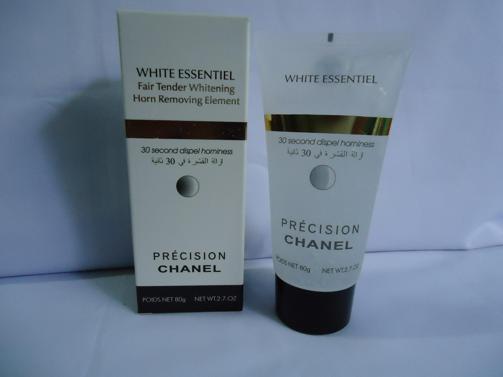 WHITE ESSENTIEL
Fair Tender Whitening
Horn Removing Element
30 second dispel horniness
ازالة القشرة في 30 ثانية
PRÉCISION
CHANEL
POIDS NET 80g NET WT.2.7.OZ
WHITE ESSENTIEL
30 second dispel horniness
ازالة القشرة في 30 ثانية
PRÉCISION
CHANEL
POIDS NET 80g NET WT.2.7.OZ